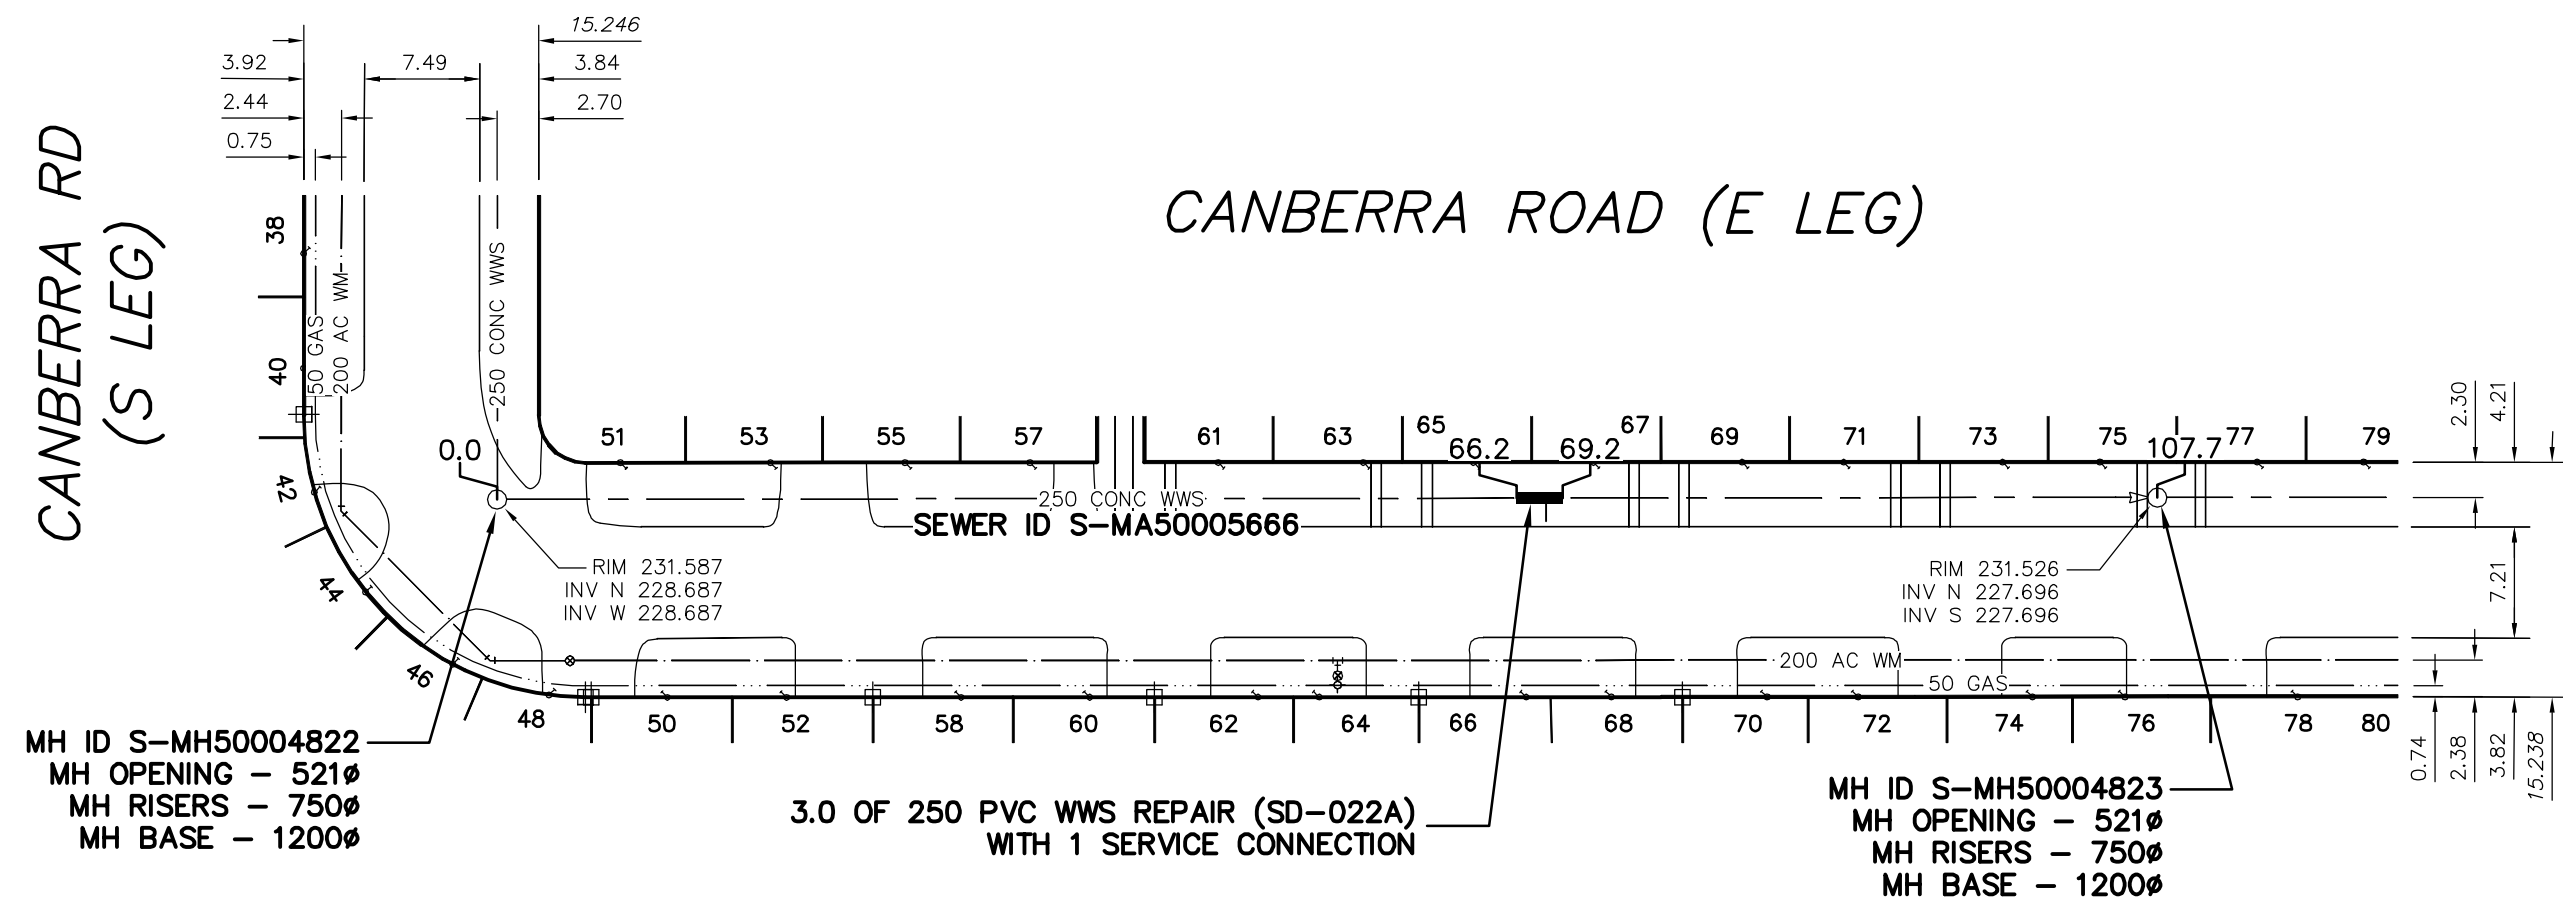 15.246
3.92
7.49
3.84
2.44
2.70
0.75
CANBERRA RD
(S LEG)
CANBERRA ROAD (E LEG)
38
40
42
44
46
48
50 GAS
200 AC WM
250 CONC WWS
0.0
51
53
55
57
61
63
65
66.2
69.2
67
69
71
73
75
107.7
77
79
2.30
4.21
250 CONC WWS
SEWER ID S-MA50005666
RIM 231.587
INV N 228.687
INV W 228.687
RIM 231.526
INV N 227.696
INV S 227.696
7.21
200 AC WM
50 GAS
50
52
58
60
62
64
66
68
70
72
74
76
78
80
0.74
2.38
3.82
15.238
MH ID S-MH50004822
MH OPENING - 521ø
MH RISERS - 750ø
MH BASE - 1200ø
3.0 OF 250 PVC WWS REPAIR (SD-022A)
WITH 1 SERVICE CONNECTION
MH ID S-MH50004823
MH OPENING - 521ø
MH RISERS - 750ø
MH BASE - 1200ø